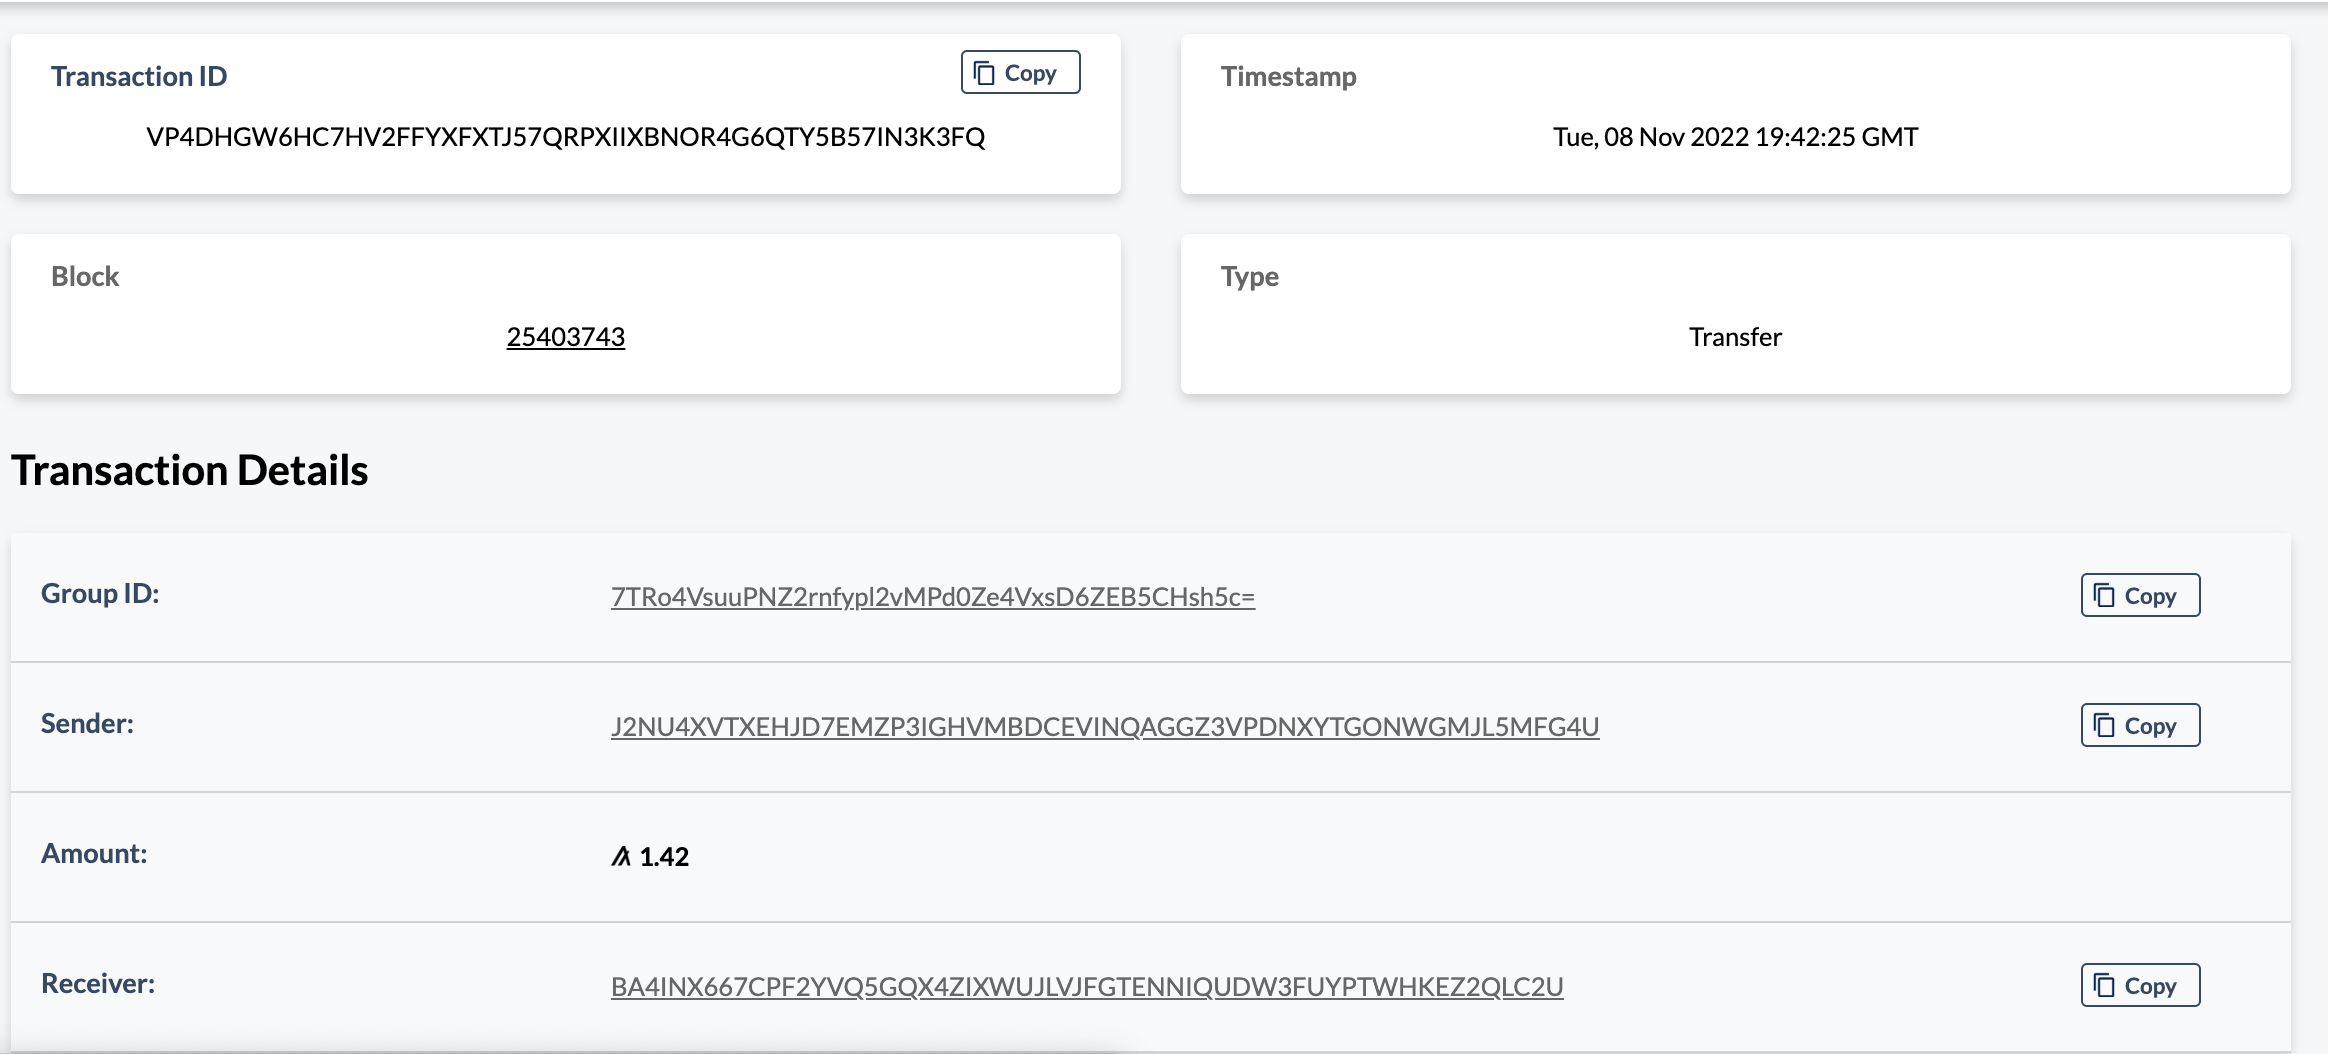 Transaction ID
Copy
VP4DHGW6HC7HV2FFYXFXTJ57QRPXIIXBNOR4G6QTY5B57IN3K3FQ
Timestamp
Tue, 08 Nov 2022 19:42:25 GMT
Block
25403743
Type
Transfer
Transaction Details
Group ID:
7TRo4VsuuPNZ2rnfypl2vMPd0Ze4VxsD6ZEB5CHsh5c=
Copy
Sender:
J2NU4XVTXEHJD7EMZP3IGHVMBDCEVINQAGGZ3VPDNXYTGONWGMJL5MFG4U
Copy
Amount:
1.42
Receiver:
BA4INX667CPF2YVQ5GQX4ZIXWUJLVJFGTENNIQUDW3FUYPTWHKEZ2QLC2U
Copy